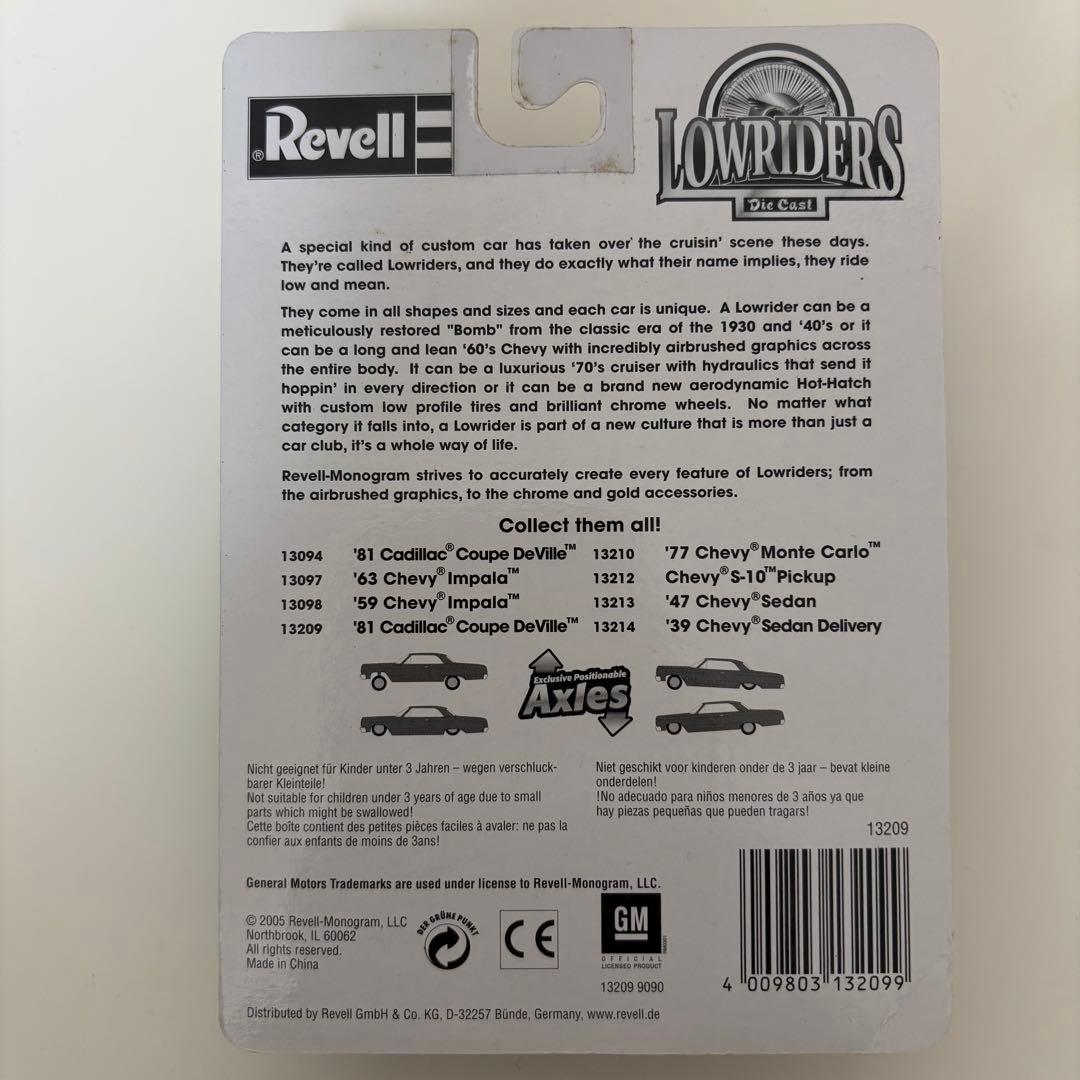 ® Revell
LOWRIDERS
Die Cast
A special kind of custom car has taken over the cruisin' scene these days.
They're called Lowriders, and they do exactly what their name implies, they ride
low and mean.
They come in all shapes and sizes and each car is unique. A Lowrider can be a
meticulously restored "Bomb" from the classic era of the 1930 and '40's or it
can be a long and lean '60's Chevy with incredibly airbrushed graphics across
the entire body. It can be a luxurious '70's cruiser with hydraulics that send it
hoppin' in every direction or it can be a brand new aerodynamic Hot-Hatch
with custom low profile tires and brilliant chrome wheels. No matter what
category it falls into, a Lowrider is part of a new culture that is more than just a
car club, it's a whole way of life.
Revell-Monogram strives to accurately create every feature of Lowriders; from
the airbrushed graphics, to the chrome and gold accessories.
Collect them all!
13094 '81 Cadillac® Coupe DeVille™ 13210 '77 Chevy® Monte Carlo™
13097 '63 Chevy® Impala™ 13212 Chevy® S-10™ Pickup
13098 '59 Chevy® Impala™ 13213 '47 Chevy® Sedan
13209 '81 Cadillac® Coupe DeVille™ 13214 '39 Chevy® Sedan Delivery
Exclusive Positionable
Axles
Nicht geeignet für Kinder unter 3 Jahren – wegen verschluck-
barer Kleinteile!
Not suitable for children under 3 years of age due to small
parts which might be swallowed!
Cette boîte contient des petites pièces faciles à avaler: ne pas la
confier aux enfants de moins de 3ans!
Niet geschikt voor kinderen onder de 3 jaar – bevat kleine
onderdelen!
!No adecuado para niños menores de 3 años ya que
hay piezas pequeñas que pueden tragars!
13209
General Motors Trademarks are used under license to Revell-Monogram, LLC.
© 2005 Revell-Monogram, LLC
Northbrook, IL 60062
All rights reserved.
Made in China
DER GRÜNE PUNKT
CE
GM
OFFICIAL
LICENSED PRODUCT
13209 9090
4 009803 132099
Distributed by Revell GmbH & Co. KG, D-32257 Bünde, Germany, www.revell.de